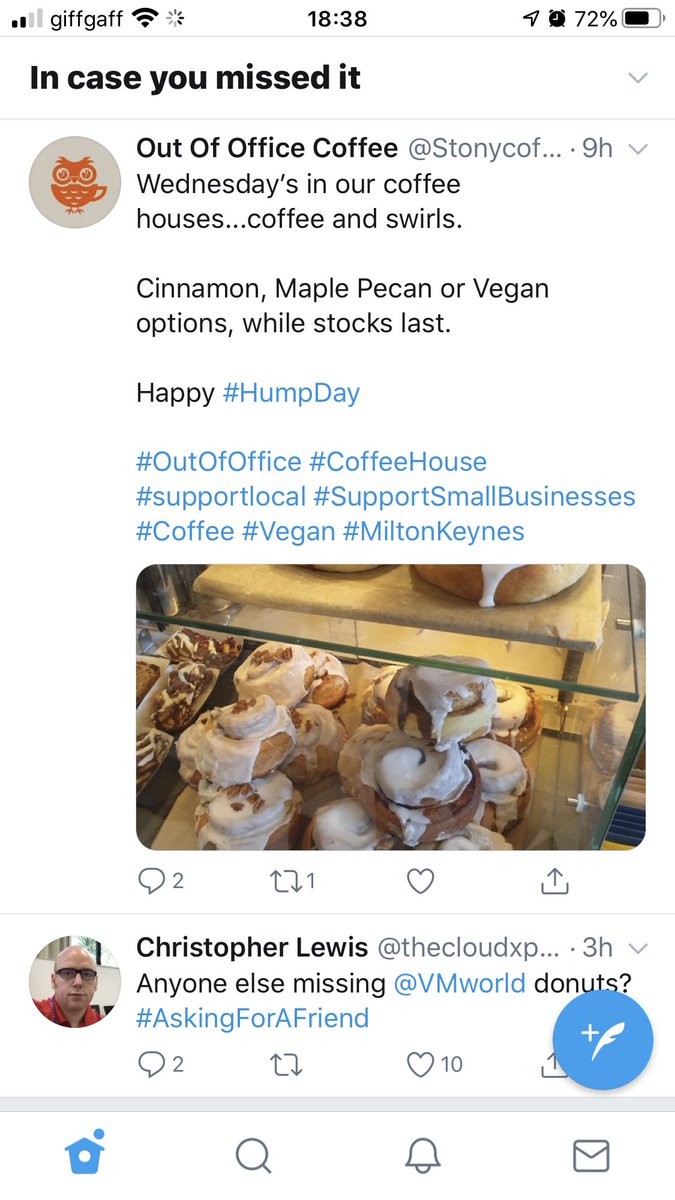 giffgaff 18:38 72%
In case you missed it
Out Of Office Coffee @Stonycof... · 9h
Wednesday’s in our coffee
houses...coffee and swirls.
Cinnamon, Maple Pecan or Vegan
options, while stocks last.
Happy #HumpDay
#OutOfOffice #CoffeeHouse
#supportlocal #SupportSmallBusinesses
#Coffee #Vegan #MiltonKeynes
2 1
Christopher Lewis @thecloudxp... · 3h
Anyone else missing @VMworld donuts?
#AskingForAFriend
2 10